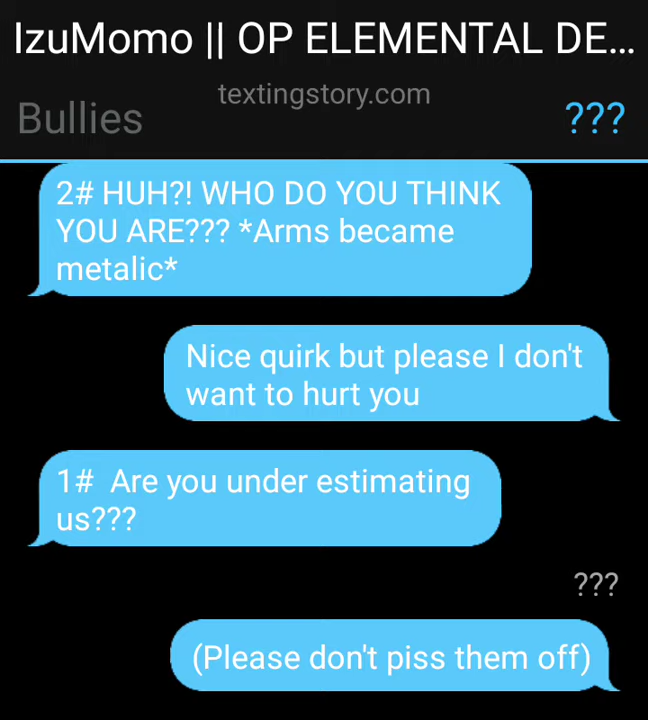 IzuMomo || OP ELEMENTAL DE...
textingstory.com
Bullies
???
2# HUH?! WHO DO YOU THINK
YOU ARE??? *Arms became
metalic*
Nice quirk but please I don't
want to hurt you
1#  Are you under estimating
us???
???
(Please don't piss them off)